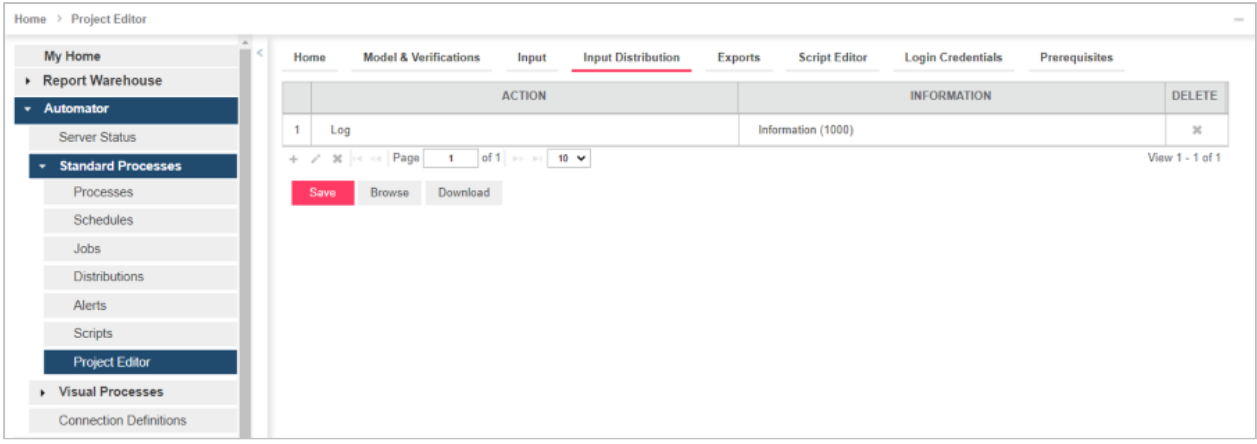 Home > Project Editor
My Home
Report Warehouse
Automator
Server Status
Standard Processes
Processes
Schedules
Jobs
Distributions
Alerts
Scripts
Project Editor
Visual Processes
Connection Definitions
Home Model & Verifications Input Input Distribution Exports Script Editor Login Credentials Prerequisites
ACTION INFORMATION DELETE
1 Log Information (1000)
Page 1 of 1 10 View 1 - 1 of 1
Save Browse Download